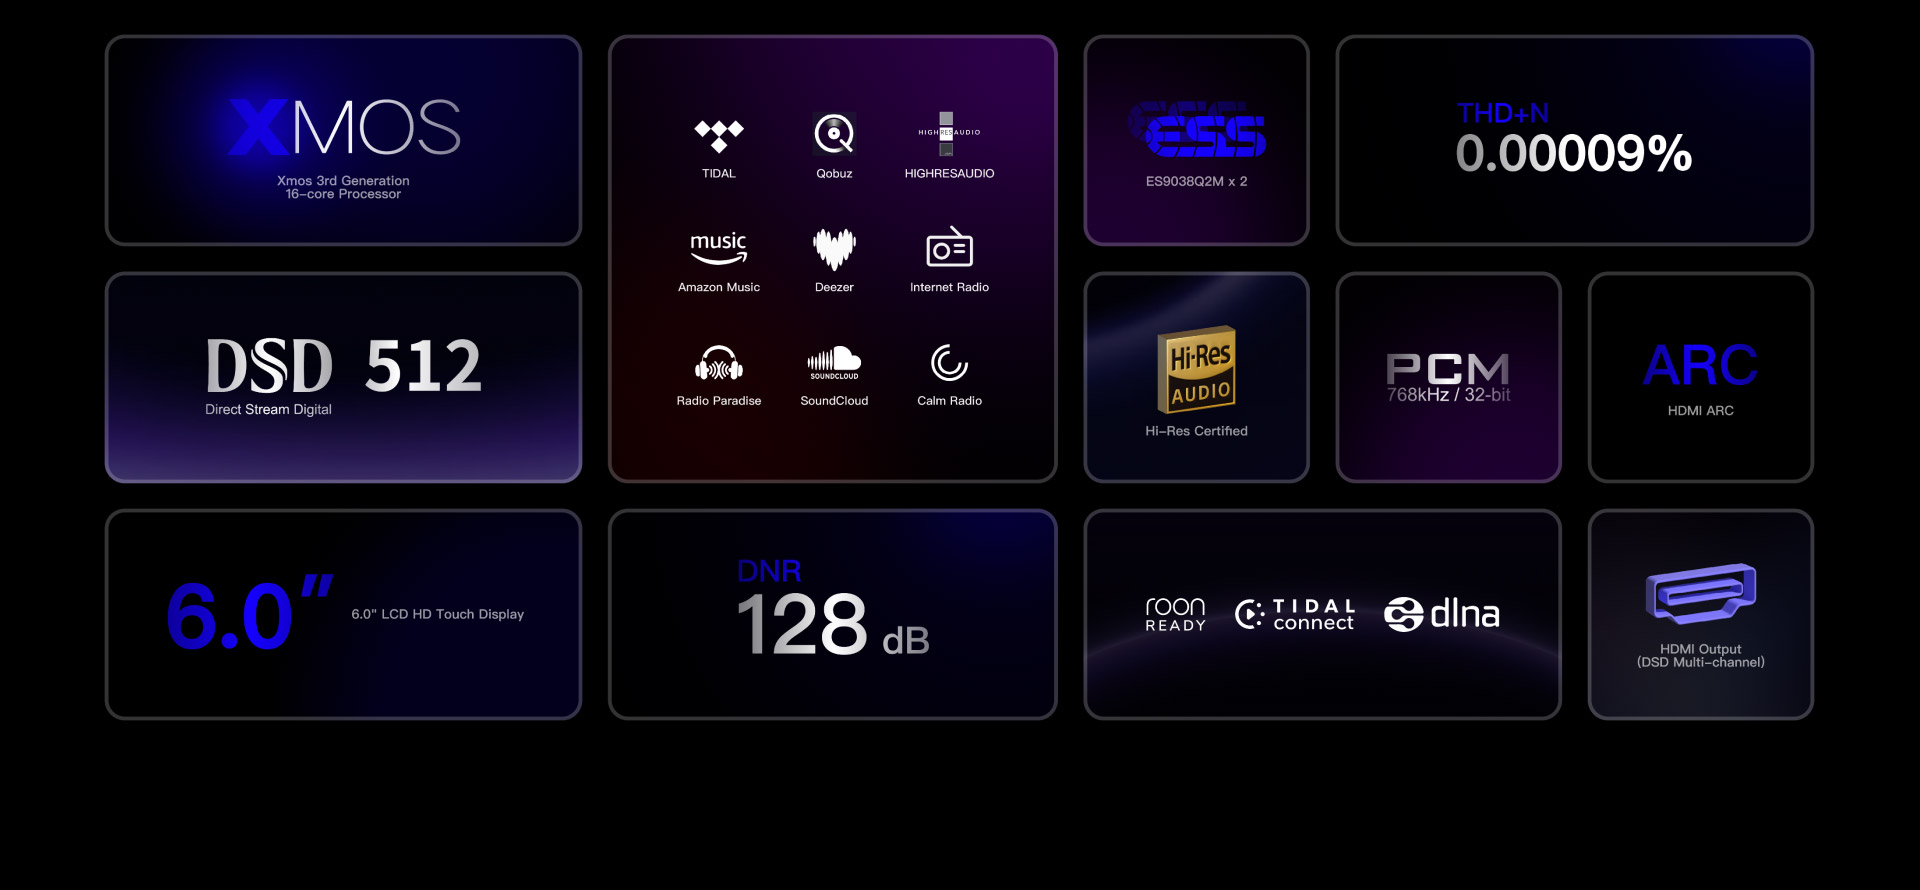 XMOS
Xmos 3rd Generation
16-core Processor
TIDAL
Qobuz
HIGHRESAUDIO
HIGHRESAUDIO
music
Amazon Music
Deezer
Internet Radio
Radio Paradise
SOUNDCLOUD
SoundCloud
Calm Radio
ESS
ES9038Q2M x 2
THD+N
0.00009%
DSD 512
Direct Stream Digital
Hi-Res
AUDIO
Hi-Res Certified
PCM
768kHz / 32-bit
ARC
HDMI ARC
6.0"
6.0" LCD HD Touch Display
DNR
128 dB
roon
READY
TIDAL
connect
dlna
HDMI Output
(DSD Multi-channel)